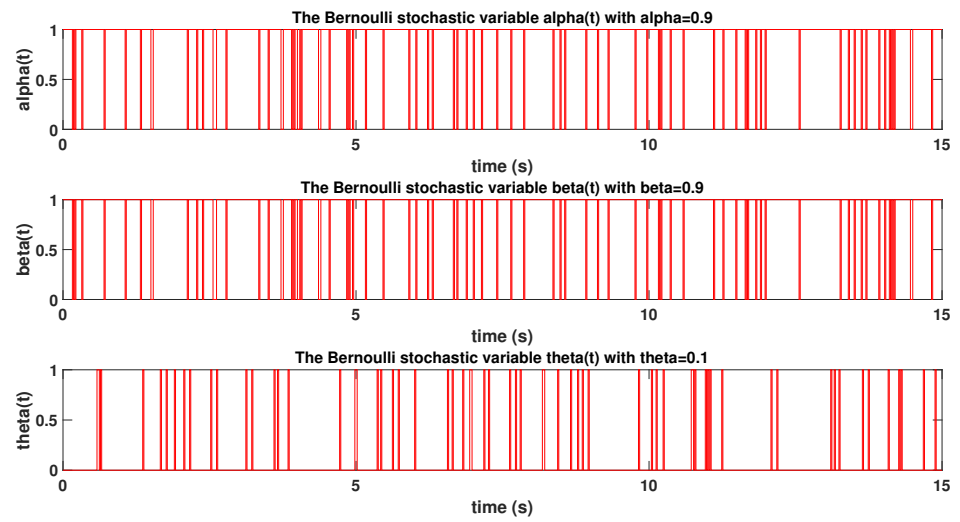 The Bernoulli stochastic variable alpha(t) with alpha=0.9
1
0.5
0
alpha(t)
0 5 10 15
time (s)
The Bernoulli stochastic variable beta(t) with beta=0.9
1
0.5
0
beta(t)
0 5 10 15
time (s)
The Bernoulli stochastic variable theta(t) with theta=0.1
1
0.5
0
theta(t)
0 5 10 15
time (s)